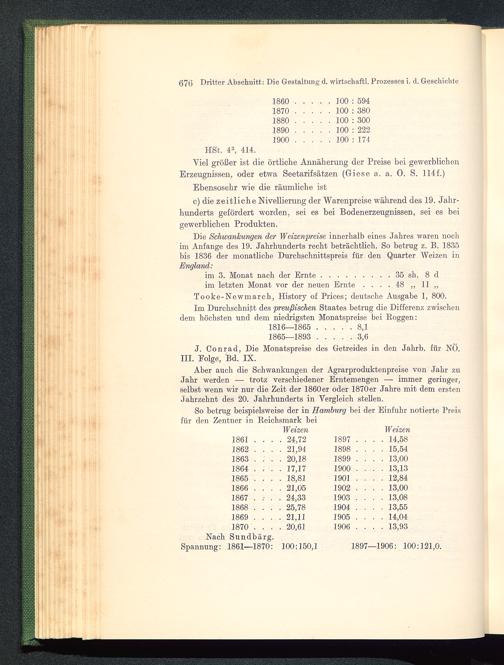 676 Dritter Abschnitt: Die Gestaltung d. wirtschaftl. Prozesses i. d. Geschichte
1860 . . . . . 100 : 594
1870 . . . . . 100 : 380
1880 . . . . . 100 : 300
1890 . . . . . 100 : 222
1900 . . . . . 100 : 174
HSt. 4³, 414.
Viel größer ist die örtliche Annäherung der Preise bei gewerblichen
Erzeugnissen, oder etwa Seetarifsätzen (Giese a. a. O. S. 114f.)
Ebensosehr wie die räumliche ist
c) die zeitliche Nivellierung der Warenpreise während des 19. Jahr-
hunderts gefördert worden, sei es bei Bodenerzeugnissen, sei es bei
gewerblichen Produkten.
Die Schwankungen der Weizenpreise innerhalb eines Jahres waren noch
im Anfange des 19. Jahrhunderts recht beträchtlich. So betrug z. B. 1835
bis 1836 der monatliche Durchschnittspreis für den Quarter Weizen in
England:
im 3. Monat nach der Ernte . . . . . . . . . 35 sh. 8 d
im letzten Monat vor der neuen Ernte . . . . 48 „ 11 „
Tooke-Newmarch, History of Prices; deutsche Ausgabe 1, 800.
Im Durchschnitt des preußischen Staates betrug die Differenz zwischen
dem höchsten und dem niedrigsten Monatspreise bei Roggen:
1816—1865 . . . . . 8,1
1865—1893 . . . . . 3,6
J. Conrad, Die Monatspreise des Getreides in den Jahrb. für NÖ,
III. Folge, Bd. IX.
Aber auch die Schwankungen der Agrarproduktenpreise von Jahr zu
Jahr werden — trotz verschiedener Erntemengen — immer geringer,
selbst wenn wir nur die Zeit der 1860er oder 1870er Jahre mit dem ersten
Jahrzehnt des 20. Jahrhunderts in Vergleich stellen.
So betrug beispielsweise der in Hamburg bei der Einfuhr notierte Preis
für den Zentner in Reichsmark bei
Weizen Weizen
1861 . . . . 24,72 1897 . . . . 14,58
1862 . . . . 21,94 1898 . . . . 15,54
1863 . . . . 20,18 1899 . . . . 13,00
1864 . . . . 17,17 1900 . . . . 13,13
1865 . . . . 18,81 1901 . . . . 12,84
1866 . . . . 21,05 1902 . . . . 13,00
1867 . . . . 24,33 1903 . . . . 13,08
1868 . . . . 25,78 1904 . . . . 13,55
1869 . . . . 21,11 1905 . . . . 14,04
1870 . . . . 20,61 1906 . . . . 13,93
Nach Sundbärg.
Spannung: 1861—1870: 100:150,1 1897—1906: 100:121,0.